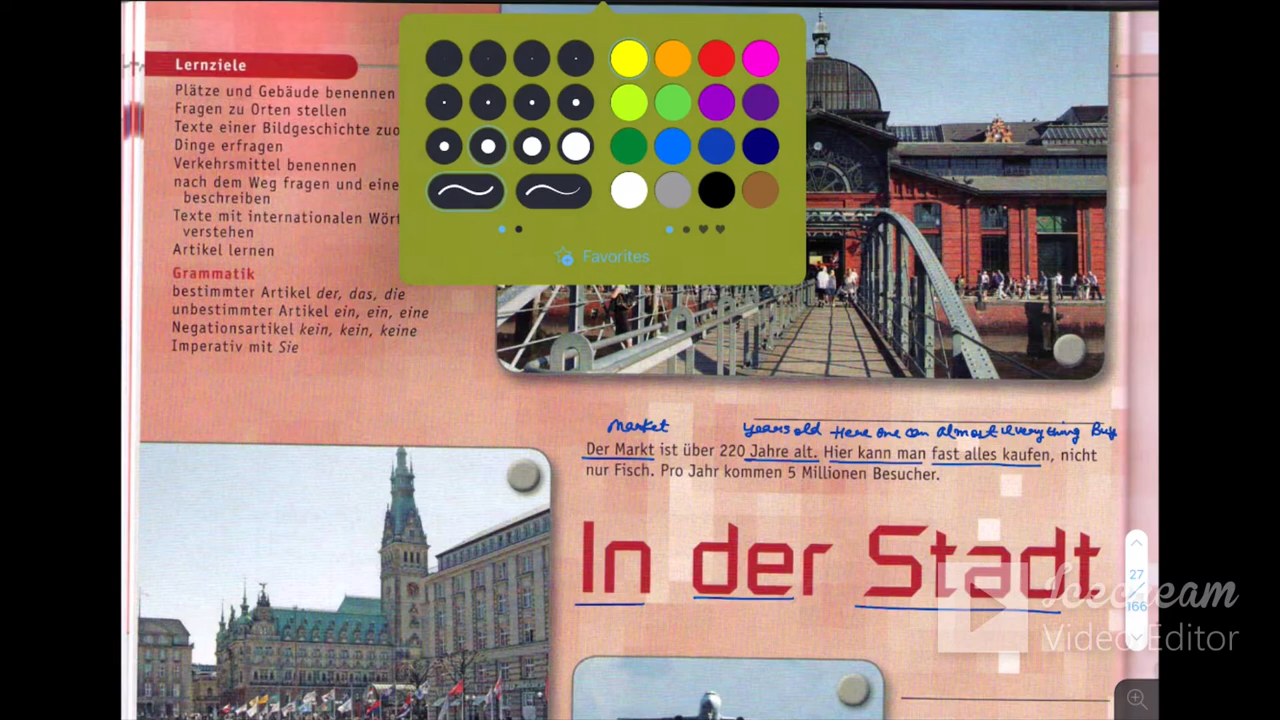 Lernziele
Plätze und Gebäude benennen
Fragen zu Orten stellen
Texte einer Bildgeschichte zuo
Dinge erfragen
Verkehrsmittel benennen
nach dem Weg fragen und eine
beschreiben
Texte mit internationalen Wört
verstehen
Artikel lernen
Grammatik
bestimmter Artikel der, das, die
unbestimmter Artikel ein, ein, eine
Negationsartikel kein, kein, keine
Imperativ mit Sie
Favorites
Market years old Here one can almost everything Buy
Der Markt ist über 220 Jahre alt. Hier kann man fast alles kaufen, nicht
nur Fisch. Pro Jahr kommen 5 Millionen Besucher.
In der Stadt
27
166
Icecream
Video Editor